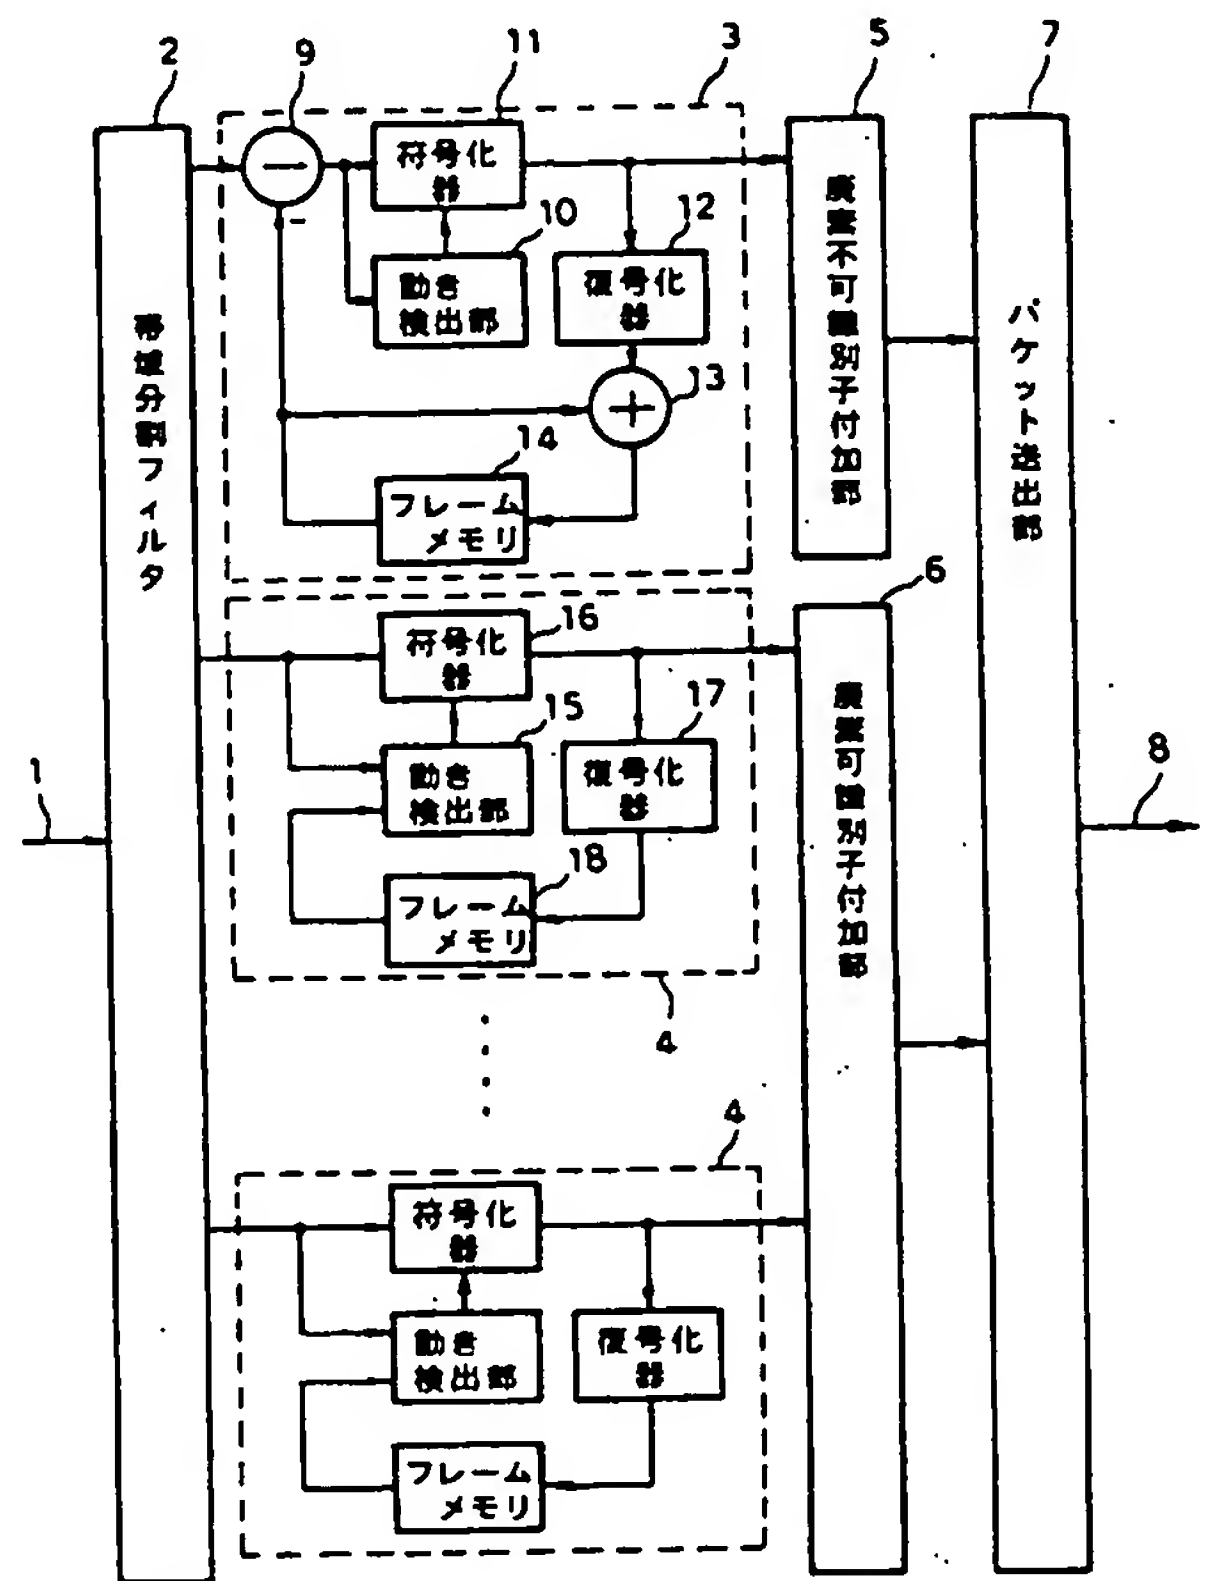 2
9
11
3
5
7
符号化
器
10
12
動き
検出部
復号化
器
13
14
フレーム
メモリ
帯域分割フィルタ
廃棄不可識別子付加部
パケット送出部
6
符号化
器
16
15
17
動き
検出部
復号化
器
18
フレーム
メモリ
廃棄可識別子付加部
1
8
4
4
符号化
器
動き
検出部
復号化
器
フレーム
メモリ